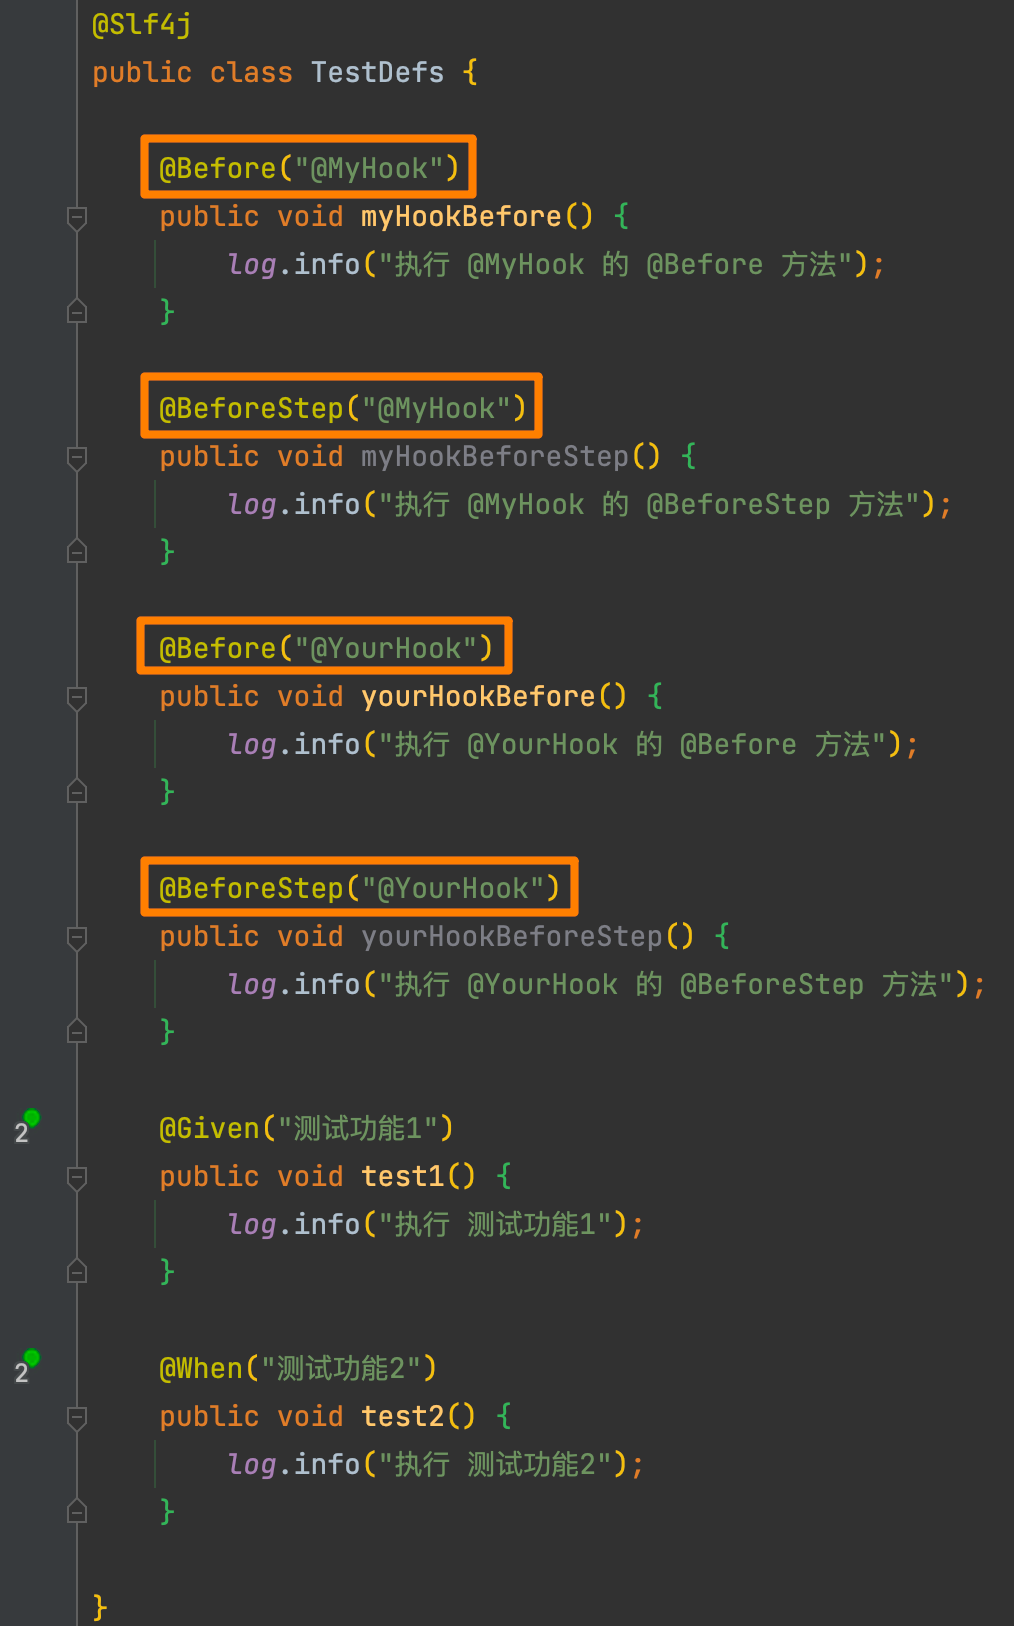 @Slf4j
public class TestDefs {
@Before("@MyHook")
public void myHookBefore() {
log.info("执行 @MyHook 的 @Before 方法");
}
@BeforeStep("@MyHook")
public void myHookBeforeStep() {
log.info("执行 @MyHook 的 @BeforeStep 方法");
}
@Before("@YourHook")
public void yourHookBefore() {
log.info("执行 @YourHook 的 @Before 方法");
}
@BeforeStep("@YourHook")
public void yourHookBeforeStep() {
log.info("执行 @YourHook 的 @BeforeStep 方法");
}
2 @Given("测试功能1")
public void test1() {
log.info("执行 测试功能1");
}
2 @When("测试功能2")
public void test2() {
log.info("执行 测试功能2");
}
}